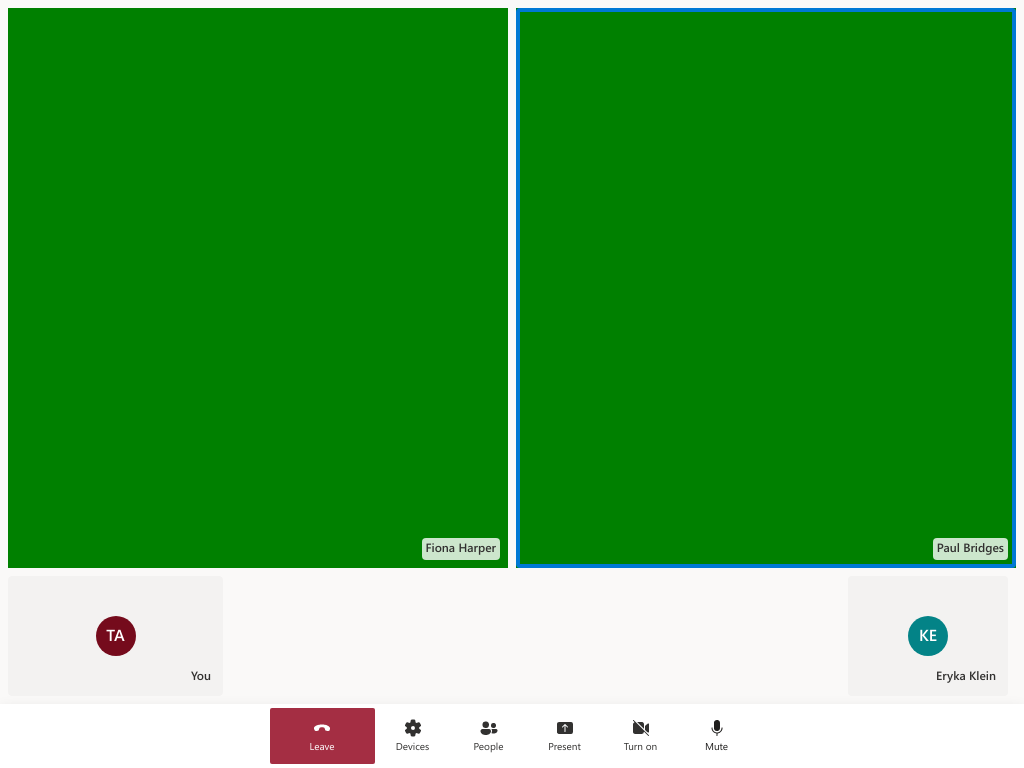 Fiona Harper
Paul Bridges
TA
You
KE
Eryka Klein
Leave
Devices
People
Present
Turn on
Mute